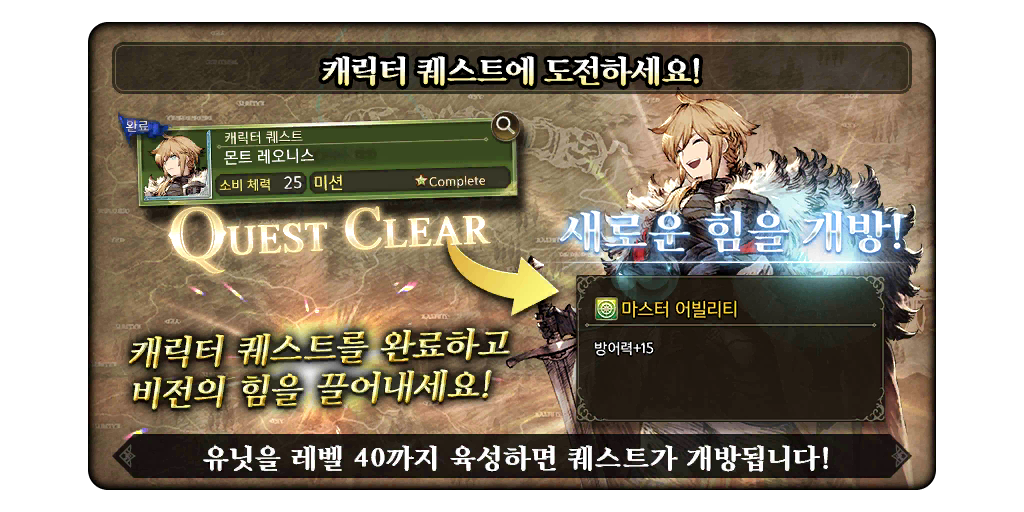 캐릭터 퀘스트에 도전하세요!
완료
캐릭터 퀘스트
몬트 레오니스
소비 체력 25 미션 Complete
QUEST CLEAR
새로운 힘을 개방!
마스터 어빌리티
방어력+15
캐릭터 퀘스트를 완료하고
비전의 힘을 끌어내세요!
유닛을 레벨 40까지 육성하면 퀘스트가 개방됩니다!